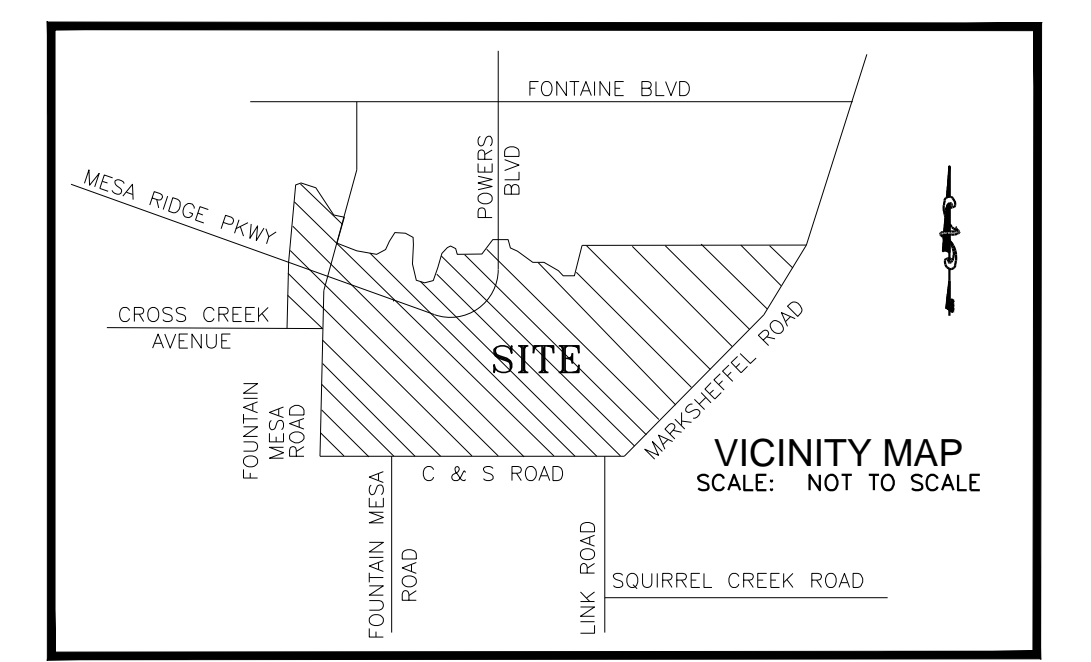 FONTAINE BLVD
POWERS
BLVD
MESA RIDGE PKWY
CROSS CREEK
AVENUE
SITE
MARKSHEFFEL ROAD
FOUNTAIN
MESA
ROAD
VICINITY MAP
SCALE: NOT TO SCALE
C & S ROAD
FOUNTAIN MESA
ROAD
LINK ROAD
SQUIRREL CREEK ROAD